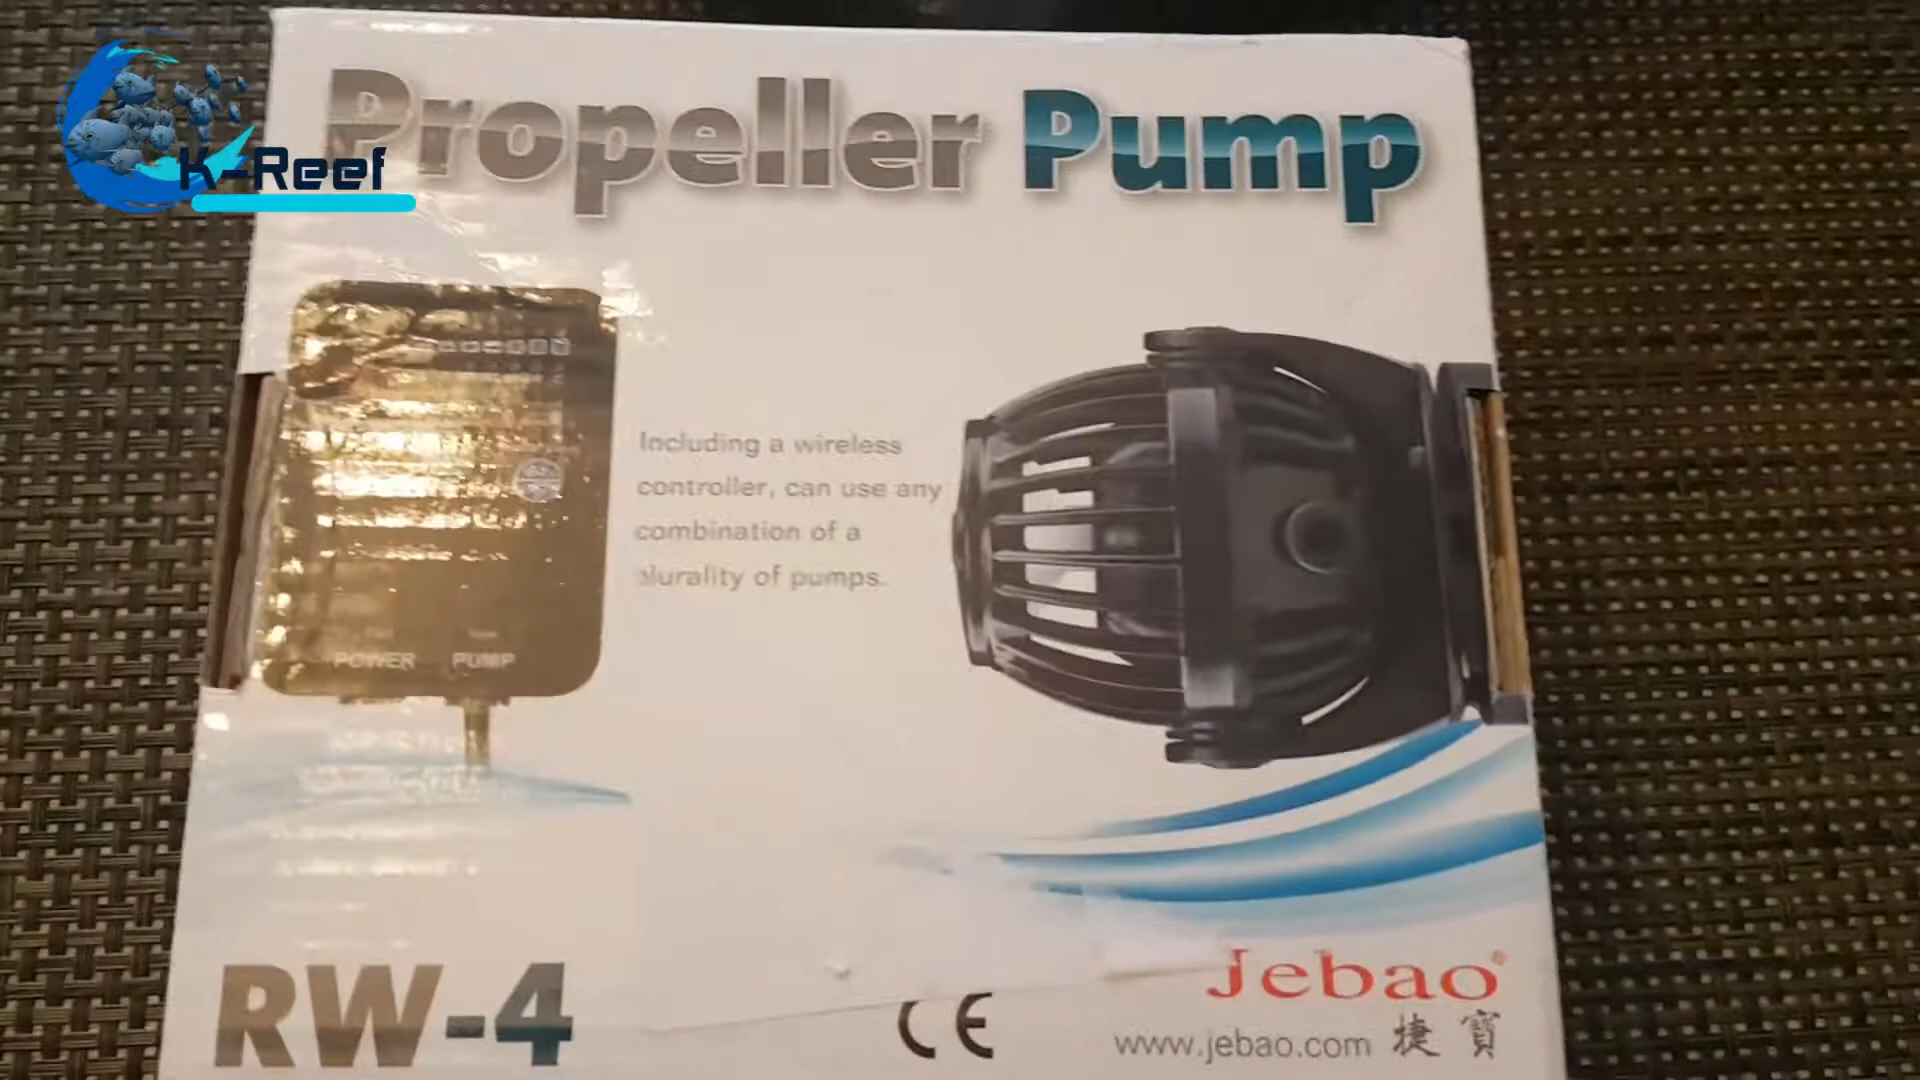 K-Reef
Propeller Pump
Including a wireless
controller, can use any
combination of a
plurality of pumps.
POWER PUMP
RW-4
CE
Jebao®
www.jebao.com 捷寶